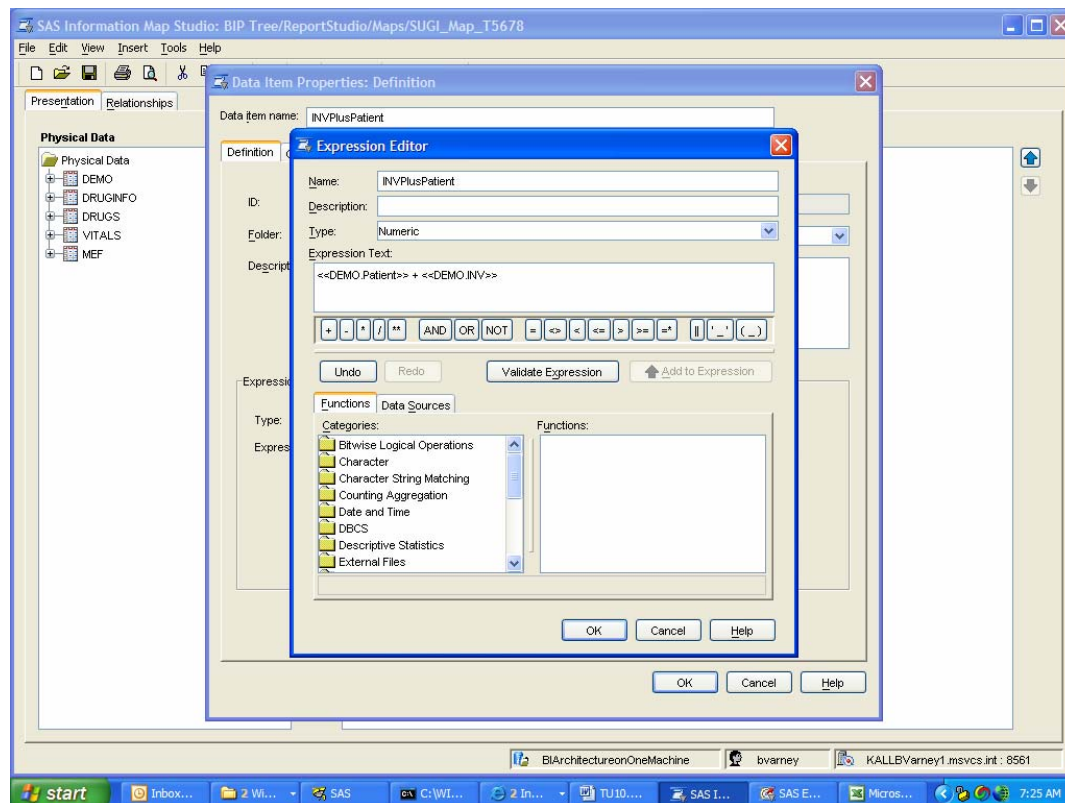 SAS Information Map Studio: BIP Tree/ReportStudio/Maps/SUGI_Map_T5678
File Edit View Insert Tools Help
Data Item Properties: Definition
Presentation Relationships
Data item name: INVPlusPatient
Physical Data
Physical Data
DEMO
DRUGINFO
DRUGS
VITALS
MEF
Definition
ID:
Folder:
Descript
Expressio
Type:
Expres
Expression Editor
Name: INVPlusPatient
Description:
Type: Numeric
Expression Text:
<<DEMO.Patient>> + <<DEMO.INV>>
+ - * / ** AND OR NOT = <> < <= > >= =* || '_' (_)
Undo Redo Validate Expression Add to Expression
Functions Data Sources
Categories: Functions:
Bitwise Logical Operations
Character
Character String Matching
Counting Aggregation
Date and Time
DBCS
Descriptive Statistics
External Files
OK Cancel Help
OK Cancel Help
BIArchitectureonOneMachine bvarney KALLBVarney1.msvcs.int : 8561
start Inbox... 2 Wi... SAS C:\WI... 2 In... TU10.... SAS I... SAS E... Micros... 7:25 AM